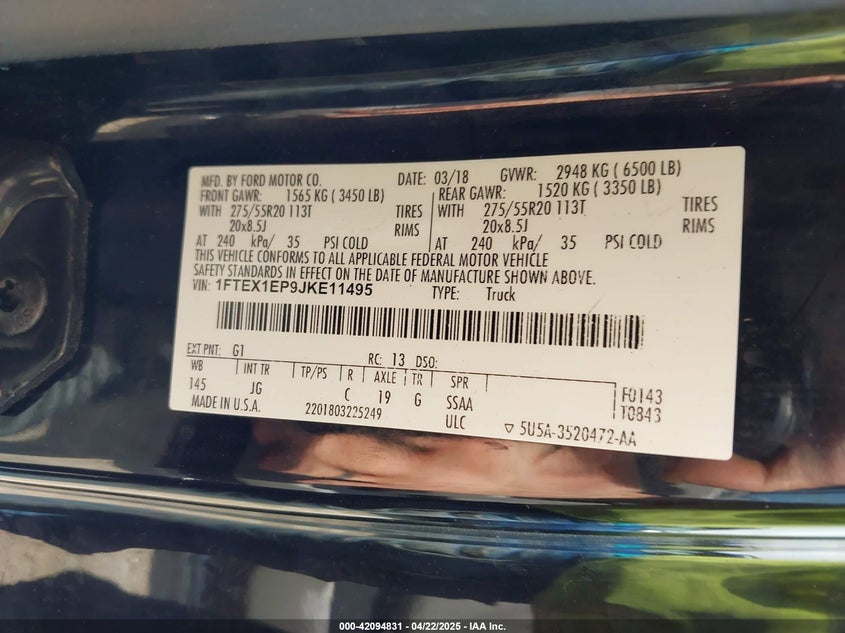 MFD. BY FORD MOTOR CO. DATE: 03/18 GVWR: 2948 KG ( 6500 LB)
FRONT GAWR: 1565 KG ( 3450 LB) REAR GAWR: 1520 KG ( 3350 LB)
WITH 275/55R20 113T TIRES WITH 275/55R20 113T TIRES
20x8.5J RIMS 20x8.5J RIMS
AT 240 kPa/ 35 PSI COLD AT 240 kPa/ 35 PSI COLD
THIS VEHICLE CONFORMS TO ALL APPLICABLE FEDERAL MOTOR VEHICLE
SAFETY STANDARDS IN EFFECT ON THE DATE OF MANUFACTURE SHOWN ABOVE.
VIN: 1FTEX1EP9JKE11495 TYPE: Truck
EXT PNT: G1 RC: 13 DSO:
WB INT TR TP/PS R AXLE TR SPR F0143
145 JG C 19 G SSAA T0843
MADE IN U.S.A. 2201803225249 ULC ▽ 5U5A-3520472-AA
000-42094831 - 04/22/2025 - IAA Inc.